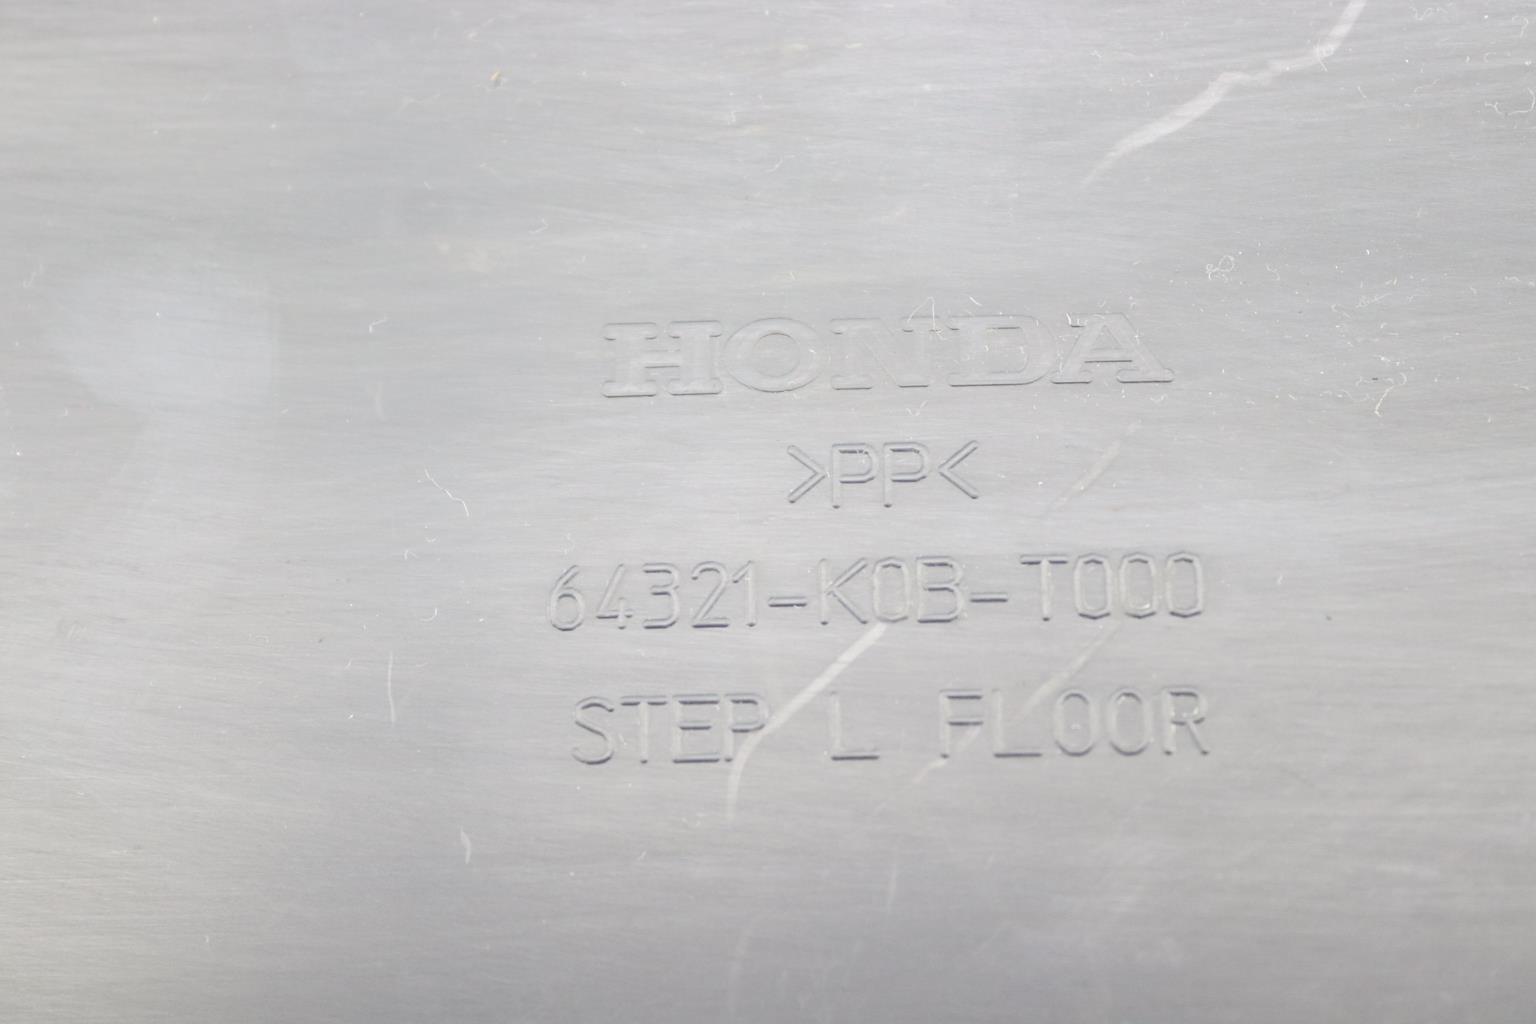 HONDA
>PP<
64321-K0B-T000
STEP L FLOOR